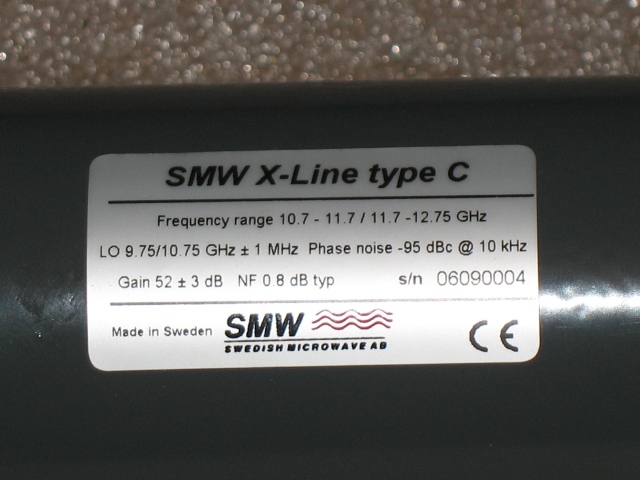 SMW X-Line type C
Frequency range 10.7 - 11.7 / 11.7 -12.75 GHz
LO 9.75/10.75 GHz ± 1 MHz Phase noise -95 dBc @ 10 kHz
Gain 52 ± 3 dB NF 0.8 dB typ s/n 06090004
Made in Sweden SMW CE
SWEDISH MICROWAVE AB